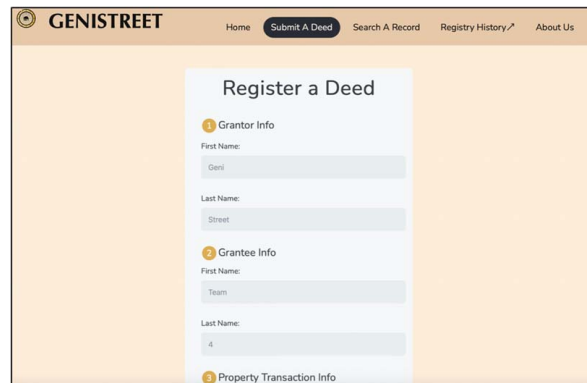 GENISTREET
Home Submit A Deed Search A Record Registry History↗ About Us
Register a Deed
1 Grantor Info
First Name:
Geni
Last Name:
Street
2 Grantee Info
First Name:
Team
Last Name:
4
3 Property Transaction Info